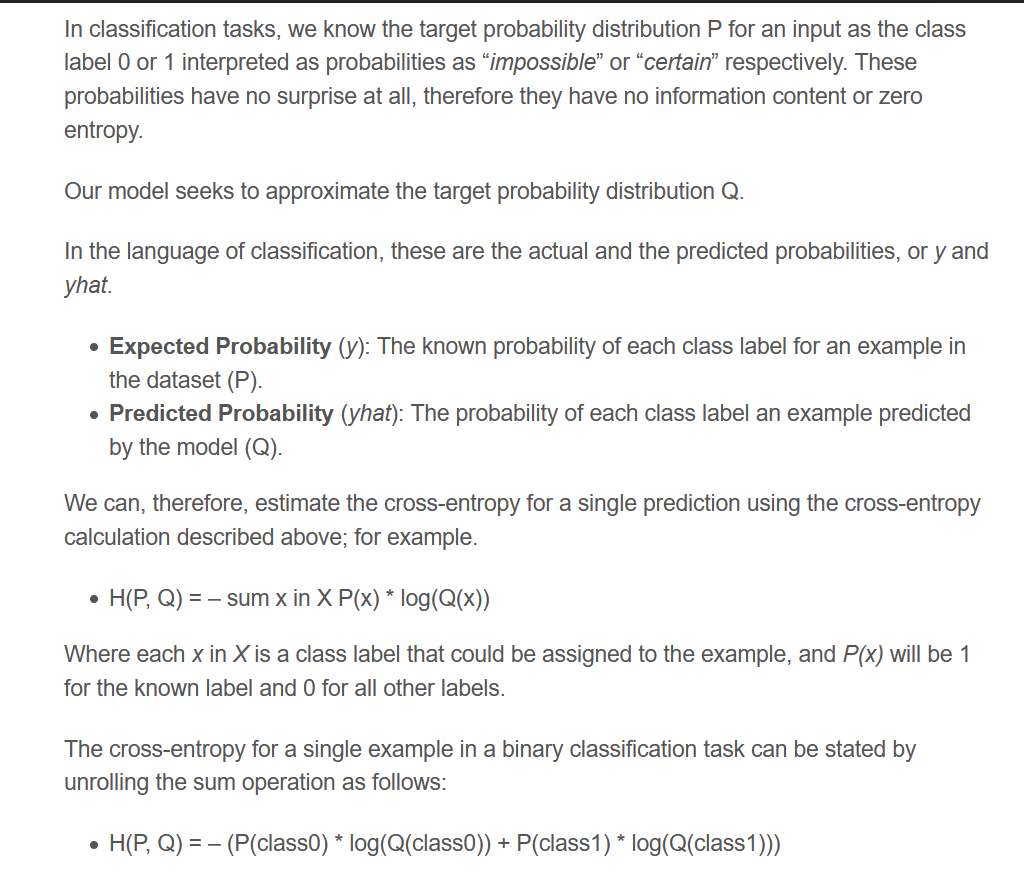 In classification tasks, we know the target probability distribution P for an input as the class
label 0 or 1 interpreted as probabilities as “impossible” or “certain” respectively. These
probabilities have no surprise at all, therefore they have no information content or zero
entropy.
Our model seeks to approximate the target probability distribution Q.
In the language of classification, these are the actual and the predicted probabilities, or y and
yhat.
• Expected Probability (y): The known probability of each class label for an example in
the dataset (P).
• Predicted Probability (yhat): The probability of each class label an example predicted
by the model (Q).
We can, therefore, estimate the cross-entropy for a single prediction using the cross-entropy
calculation described above; for example.
• H(P, Q) = – sum x in X P(x) * log(Q(x))
Where each x in X is a class label that could be assigned to the example, and P(x) will be 1
for the known label and 0 for all other labels.
The cross-entropy for a single example in a binary classification task can be stated by
unrolling the sum operation as follows:
• H(P, Q) = – (P(class0) * log(Q(class0)) + P(class1) * log(Q(class1)))